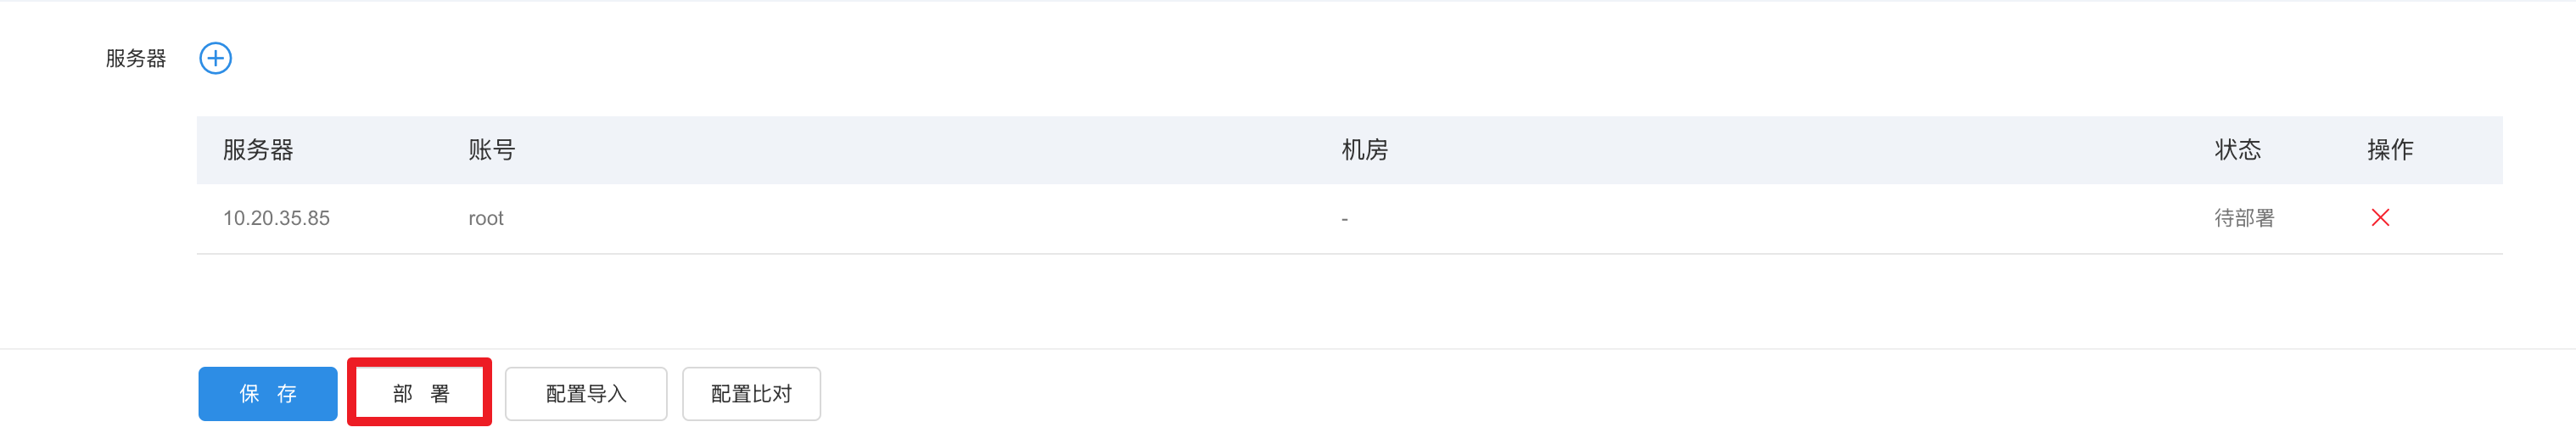 服务器
服务器 账号 机房 状态 操作
10.20.35.85 root - 待部署
保 存 部 署 配置导入 配置比对